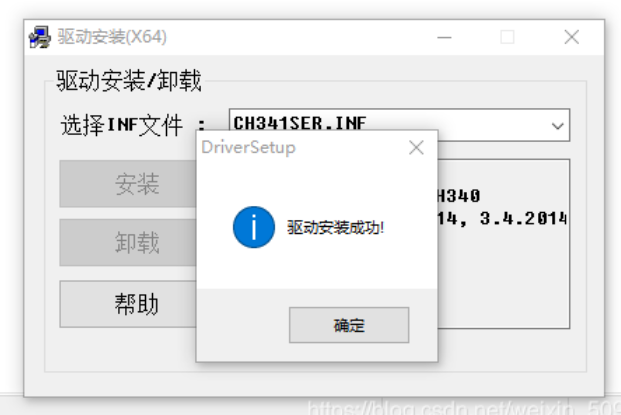 驱动安装(X64)
驱动安装/卸载
选择INF文件 :
CH341SER.INF
DriverSetup
安装
H340
驱动安装成功!
14, 3.4.2014
卸载
帮助
确定